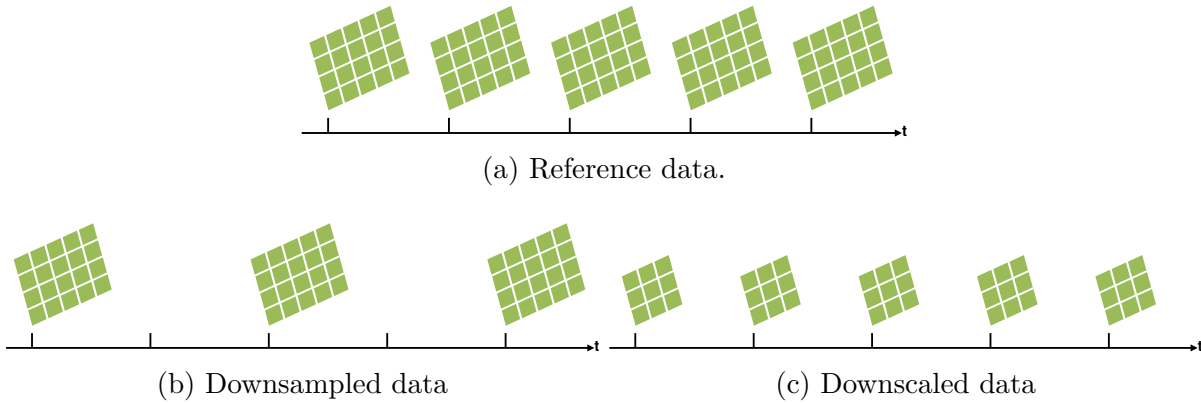 t
(a) Reference data.
t
t
(b) Downsampled data
(c) Downscaled data